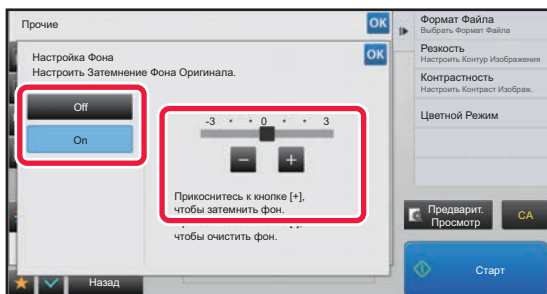 Прочие
OK
Настройка Фона
Настроить Затемнение Фона Оригинала.
OK
Off
On
-3 • • 0 • • 3
− +
Прикоснитесь к кнопке [+],
чтобы затемнить фон.
чтобы очистить фон.
Назад
Формат Файла
Выбрать Формат Файла
Резкость
Настроить Контур Изображения
Контрастность
Настроить Контраст Изображ.
Цветной Режим
Предварит.
Просмотр
CA
Старт